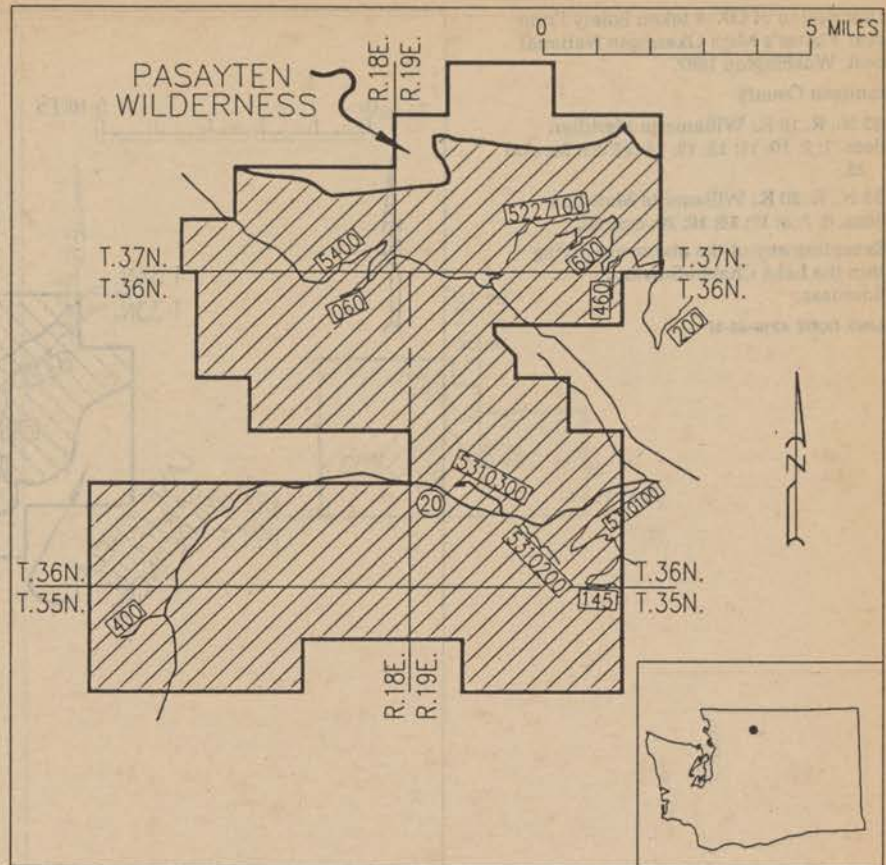 0 5 MILES
R.18E.
R.19E.
PASAYTEN
WILDERNESS
5227100
5400
600
T.37N.
T.36N.
T.37N.
T.36N.
060
460
200
N
5310300
20
5310100
5310200
T.36N.
T.35N.
T.36N.
T.35N.
145
400
R.18E.
R.19E.